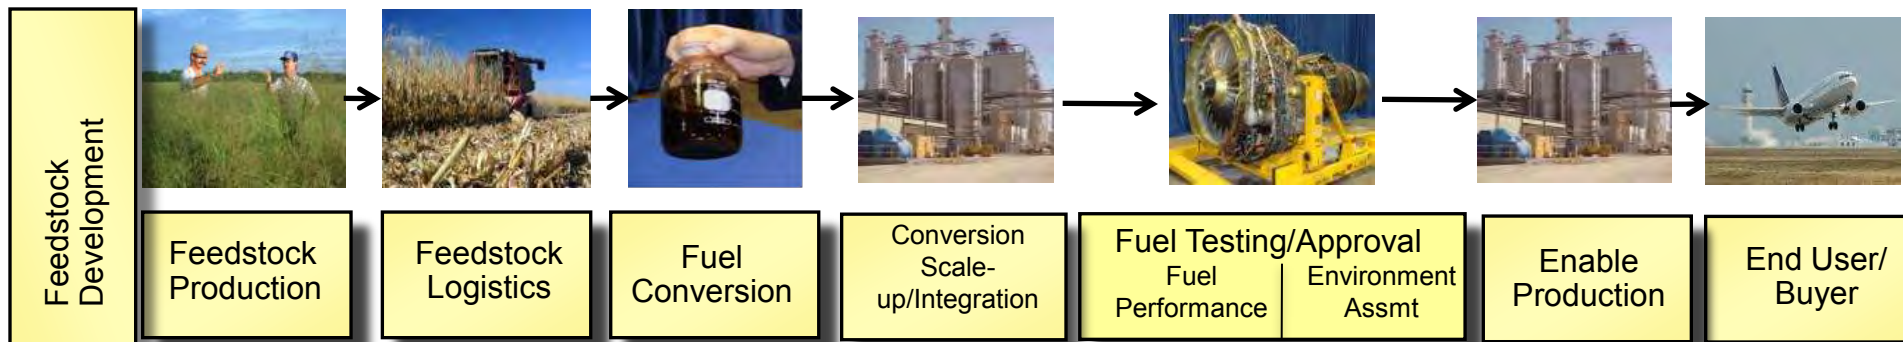 Feedstock
Development
Feedstock
Production
Feedstock
Logistics
Fuel
Conversion
Conversion
Scale-
up/Integration
Fuel Testing/Approval
Fuel
Performance
Environment
Assmt
Enable
Production
End User/
Buyer